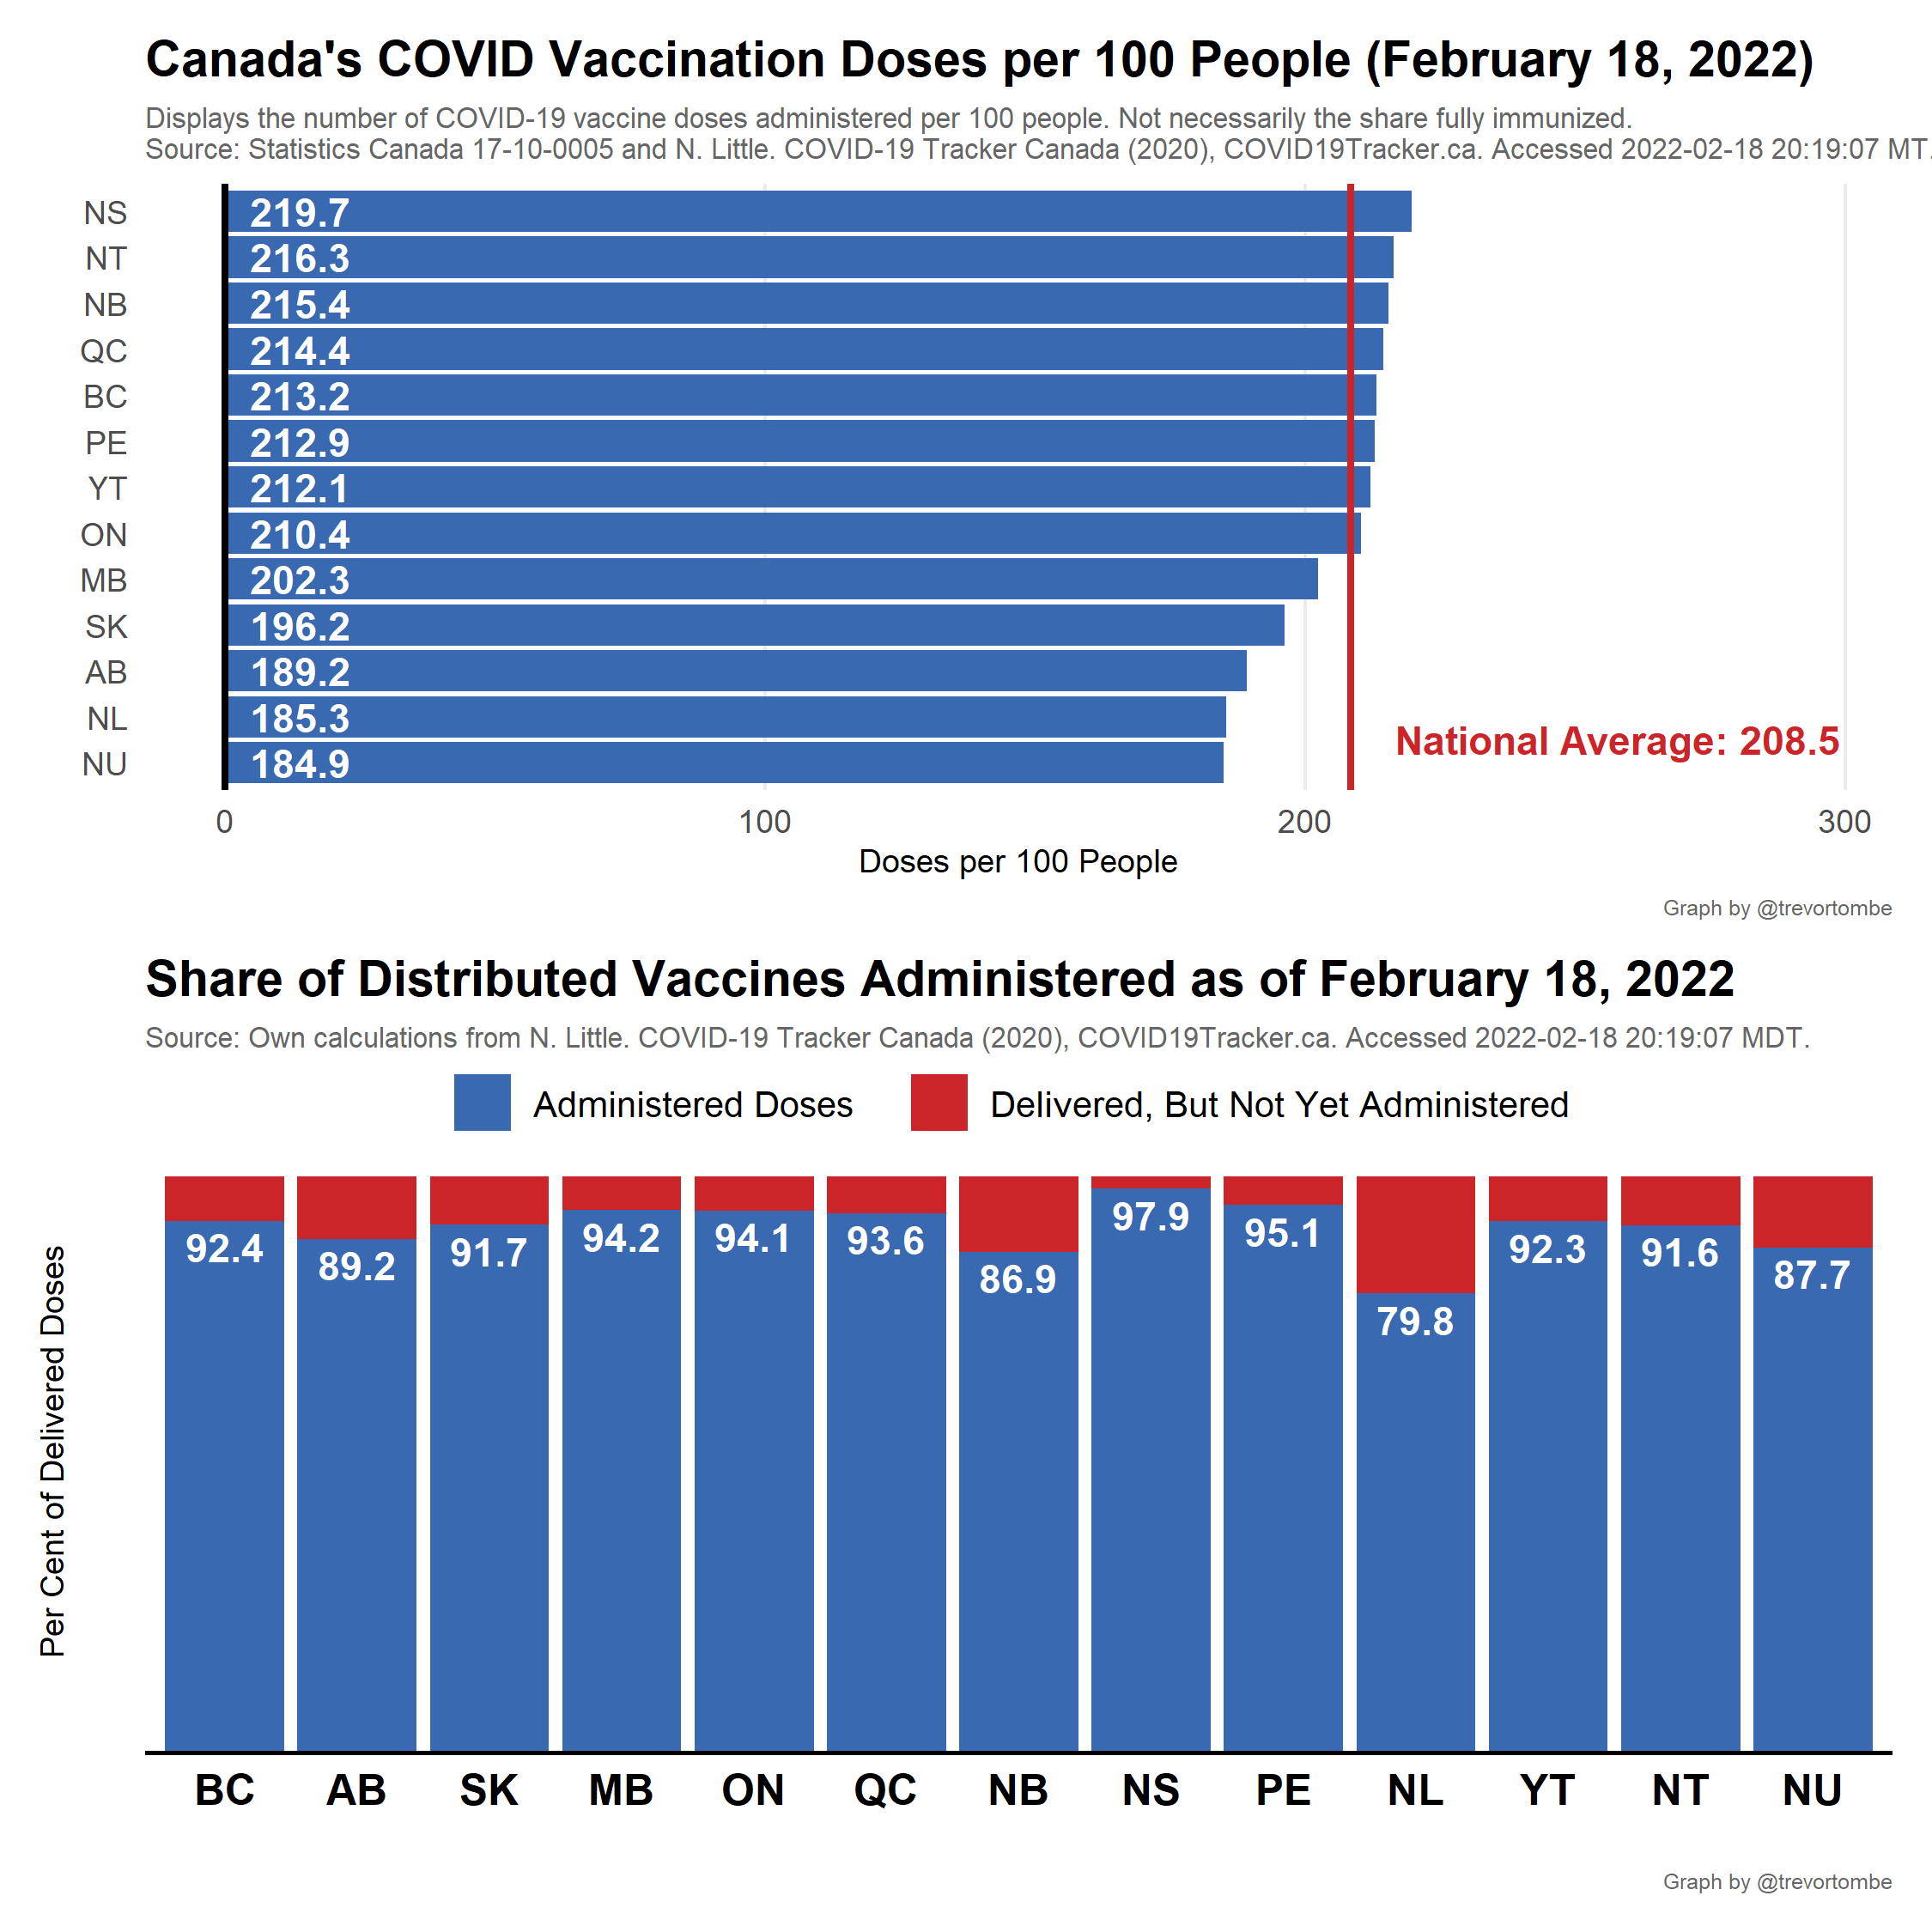 Canada's COVID Vaccination Doses per 100 People (February 18, 2022)
Displays the number of COVID-19 vaccine doses administered per 100 people. Not necessarily the share fully immunized.
Source: Statistics Canada 17-10-0005 and N. Little. COVID-19 Tracker Canada (2020), COVID19Tracker.ca. Accessed 2022-02-18 20:19:07 MT.
NS 219.7
NT 216.3
NB 215.4
QC 214.4
BC 213.2
PE 212.9
YT 212.1
ON 210.4
MB 202.3
SK 196.2
AB 189.2
NL 185.3
National Average: 208.5
NU 184.9
0 100 200 300
Doses per 100 People
Graph by @trevortombe
Share of Distributed Vaccines Administered as of February 18, 2022
Source: Own calculations from N. Little. COVID-19 Tracker Canada (2020), COVID19Tracker.ca. Accessed 2022-02-18 20:19:07 MDT.
Administered Doses Delivered, But Not Yet Administered
92.4 89.2 91.7 94.2 94.1 93.6 86.9 97.9 95.1 79.8 92.3 91.6 87.7
Per Cent of Delivered Doses
BC AB SK MB ON QC NB NS PE NL YT NT NU
Graph by @trevortombe